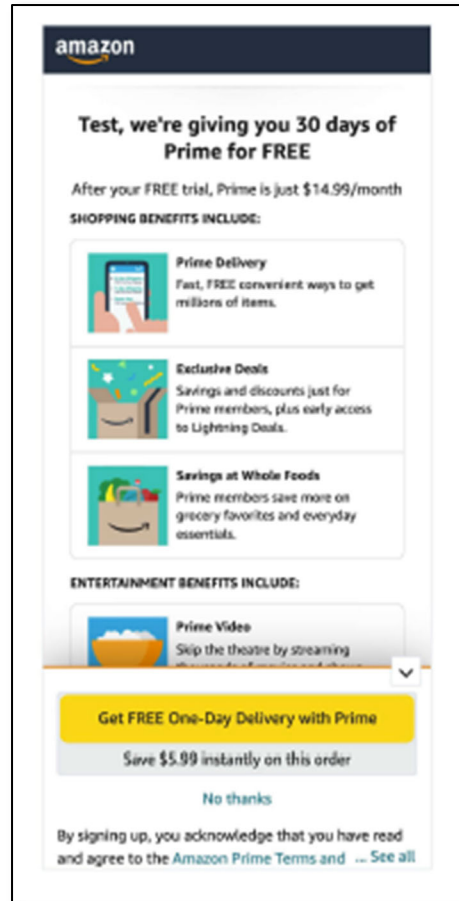 amazon
Test, we're giving you 30 days of
Prime for FREE
After your FREE trial, Prime is just $14.99/month
SHOPPING BENEFITS INCLUDE:
Prime Delivery
Fast, FREE convenient ways to get
millions of items.
Exclusive Deals
Savings and discounts just for
Prime members, plus early access
to Lightning Deals.
Savings at Whole Foods
Prime members save more on
grocery favorites and everyday
essentials.
ENTERTAINMENT BENEFITS INCLUDE:
Prime Video
Skip the theatre by streaming
Get FREE One-Day Delivery with Prime
Save $5.99 instantly on this order
No thanks
By signing up, you acknowledge that you have read
and agree to the Amazon Prime Terms and ... See all